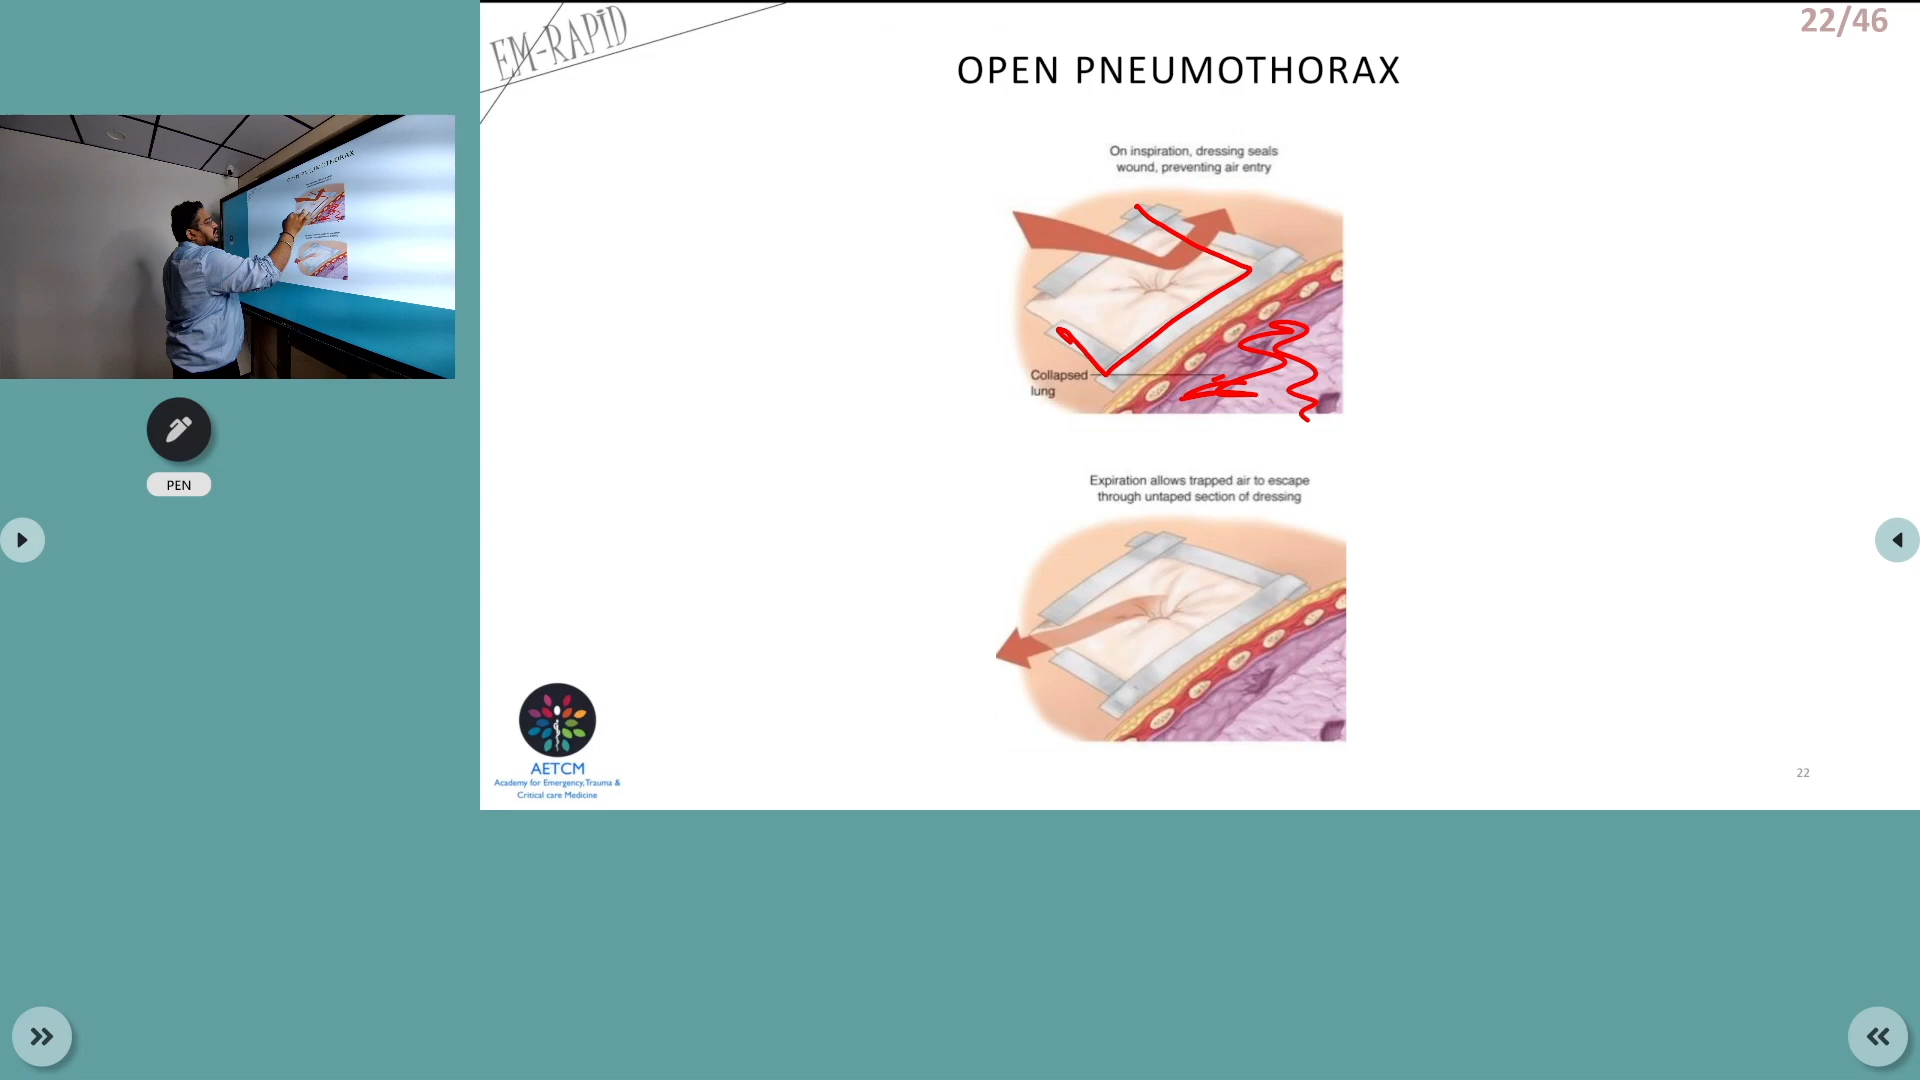 EM-RAPiD
22/46
OPEN PNEUMOTHORAX
On inspiration, dressing seals
wound, preventing air entry
Collapsed
lung
PEN
Expiration allows trapped air to escape
through untaped section of dressing
AETCM
Academy for Emergency,Trauma &
Critical care Medicine
22